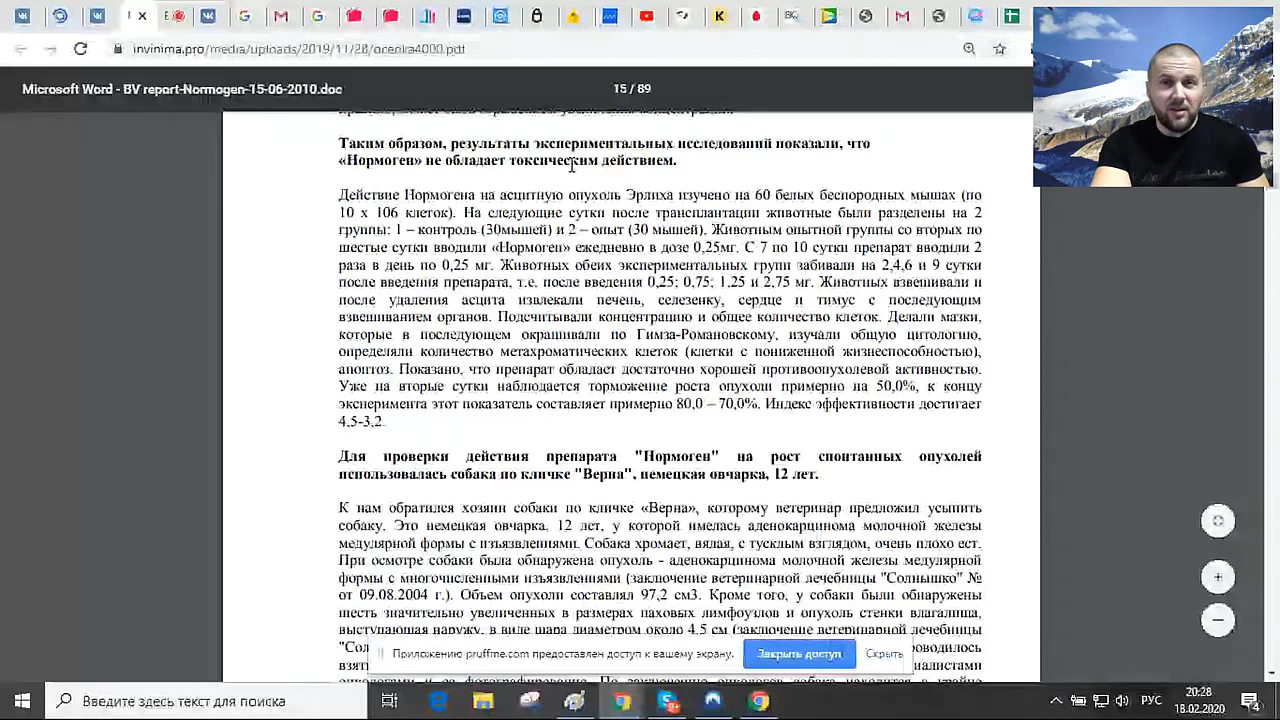 invinima.pro/media/uploads/2019/11/28/ocenka4000.pdf
Microsoft Word - BV report-Normogen-15-06-2010.doc
15 / 89
Таким образом, результаты экспериментальных исследований показали, что
«Нормоген» не обладает токсическим действием.
Действие Нормогена на асцитную опухоль Эрлиха изучено на 60 белых беспородных мышах (по
10 х 106 клеток). На следующие сутки после трансплантации животные были разделены на 2
группы: 1 – контроль (30мышей) и 2 – опыт (30 мышей). Животным опытной группы со вторых по
шестые сутки вводили «Нормоген» ежедневно в дозе 0,25мг. С 7 по 10 сутки препарат вводили 2
раза в день по 0,25 мг. Животных обеих экспериментальных групп забивали на 2,4,6 и 9 сутки
после введения препарата, т.е. после введения 0,25; 0,75; 1,25 и 2,75 мг. Животных взвешивали и
после удаления асцита извлекали печень, селезенку, сердце и тимус с последующим
взвешиванием органов. Подсчитывали концентрацию и общее количество клеток. Делали мазки,
которые в последующем окрашивали по Гимза-Романовскому, изучали общую цитологию,
определяли количество метахроматических клеток (клетки с пониженной жизнеспособностью),
апоптоз. Показано, что препарат обладает достаточно хорошей противоопухолевой активностью.
Уже на вторые сутки наблюдается торможение роста опухоли примерно на 50,0%, к концу
эксперимента этот показатель составляет примерно 80,0 – 70,0%. Индекс эффективности достигает
4,5-3,2.
Для проверки действия препарата "Нормоген" на рост спонтанных опухолей
использовалась собака по кличке "Верна", немецкая овчарка, 12 лет.
К нам обратился хозяин собаки по кличке «Верна», которому ветеринар предложил усыпить
собаку. Это немецкая овчарка, 12 лет, у которой имелась аденокарцинома молочной железы
медулярной формы с изъязвлениями. Собака хромает, вялая, с тусклым взглядом, очень плохо ест.
При осмотре собаки была обнаружена опухоль - аденокарцинома молочной железы медулярной
формы с многочисленными изъязвлениями (заключение ветеринарной лечебницы "Солнышко" №
от 09.08.2004 г.). Объем опухоли составлял 97,2 см3. Кроме того, у собаки были обнаружены
шесть значительно увеличенных в размерах паховых лимфоузлов и опухоль стенки влагалища,
выступающая наружу, в виде шара диаметром около 4,5 см (заключение ветеринарной лечебницы
Приложению pruffme.com предоставлен доступ к вашему экрану.
Закрыть доступ
Скрыть
Введите здесь текст для поиска
РУС
20:28
18.02.2020
4